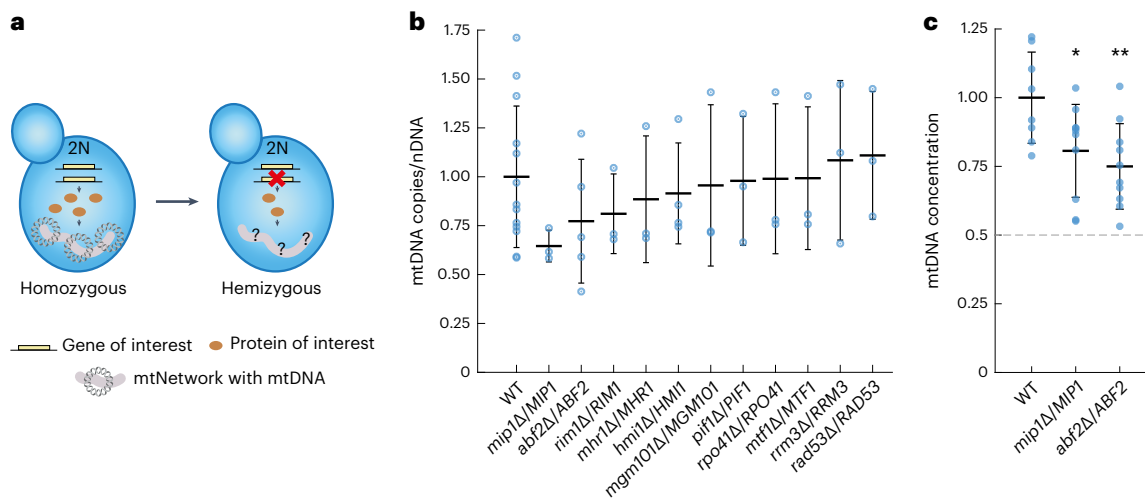 a
2N
2N
? ? ?
Homozygous
Hemizygous
Gene of interest
Protein of interest
mtNetwork with mtDNA
b
mtDNA copies/nDNA
1.75
1.50
1.25
1.00
0.75
0.50
0.25
0
WT
mip1Δ/MIP1
abf2Δ/ABF2
rim1Δ/RIM1
mhr1Δ/MHR1
hmi1Δ/HMI1
mgm101Δ/MGM101
pif1Δ/PIF1
rpo41Δ/RPO41
mtf1Δ/MTF1
rrm3Δ/RRM3
rad53Δ/RAD53
c
mtDNA concentration
1.25
1.00
0.75
0.5
0.25
0
* **
WT
mip1Δ/MIP1
abf2Δ/ABF2